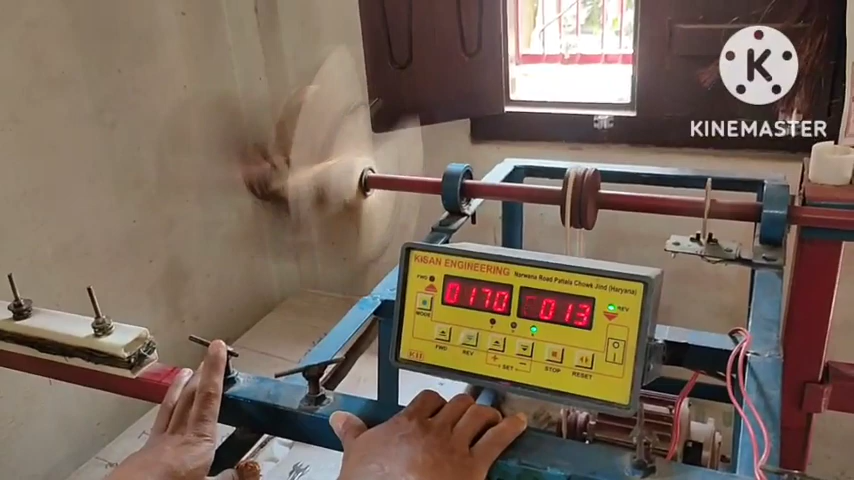 K
KINEMASTER
KISAN ENGINEERING
Narwana Road Patiala Chowk Jind (Haryana)
FWD
REV
0170
013
MODE
FWD
REV
SET
STOP
RESET